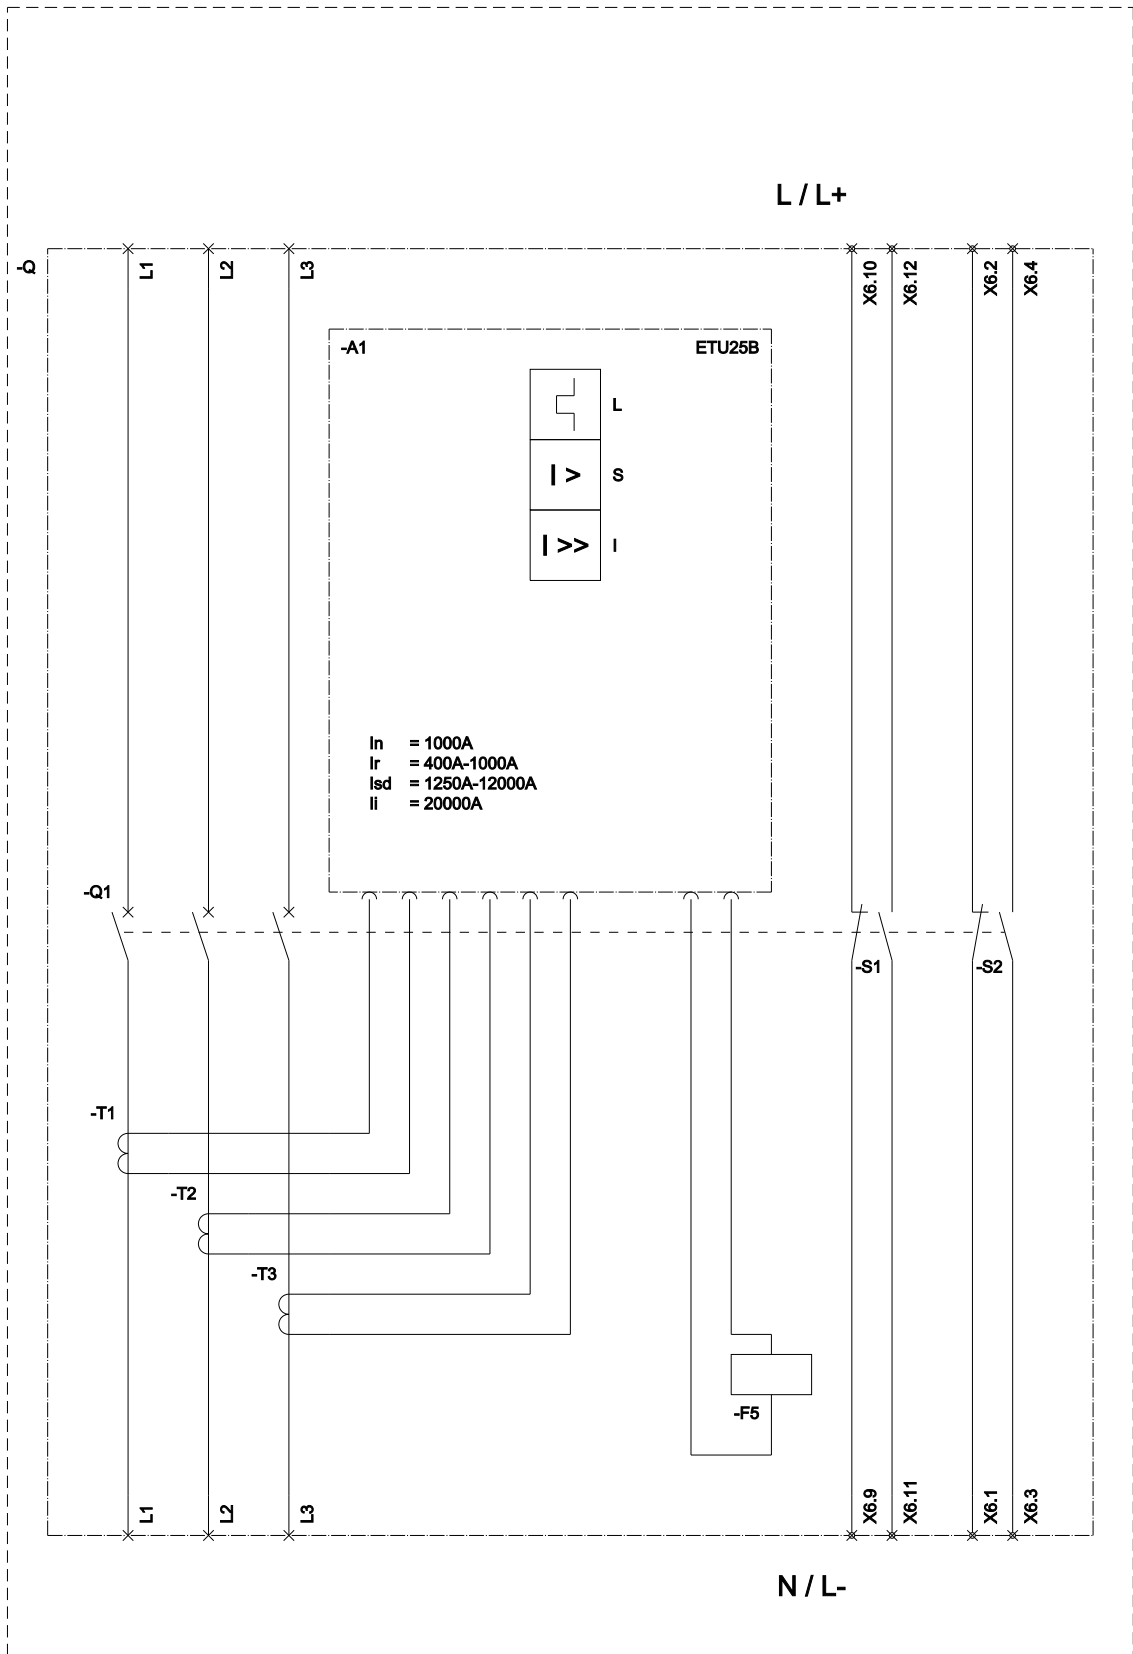 L / L+
-Q
L1
L2
L3
X6.10
X6.12
X6.2
X6.4
-A1
ETU25B
L
I >
S
I >>
I
In = 1000A
Ir = 400A-1000A
Isd = 1250A-12000A
Ii = 20000A
-Q1
-S1
-S2
-T1
-T2
-T3
-F5
L1
L2
L3
X6.9
X6.11
X6.1
X6.3
N / L-